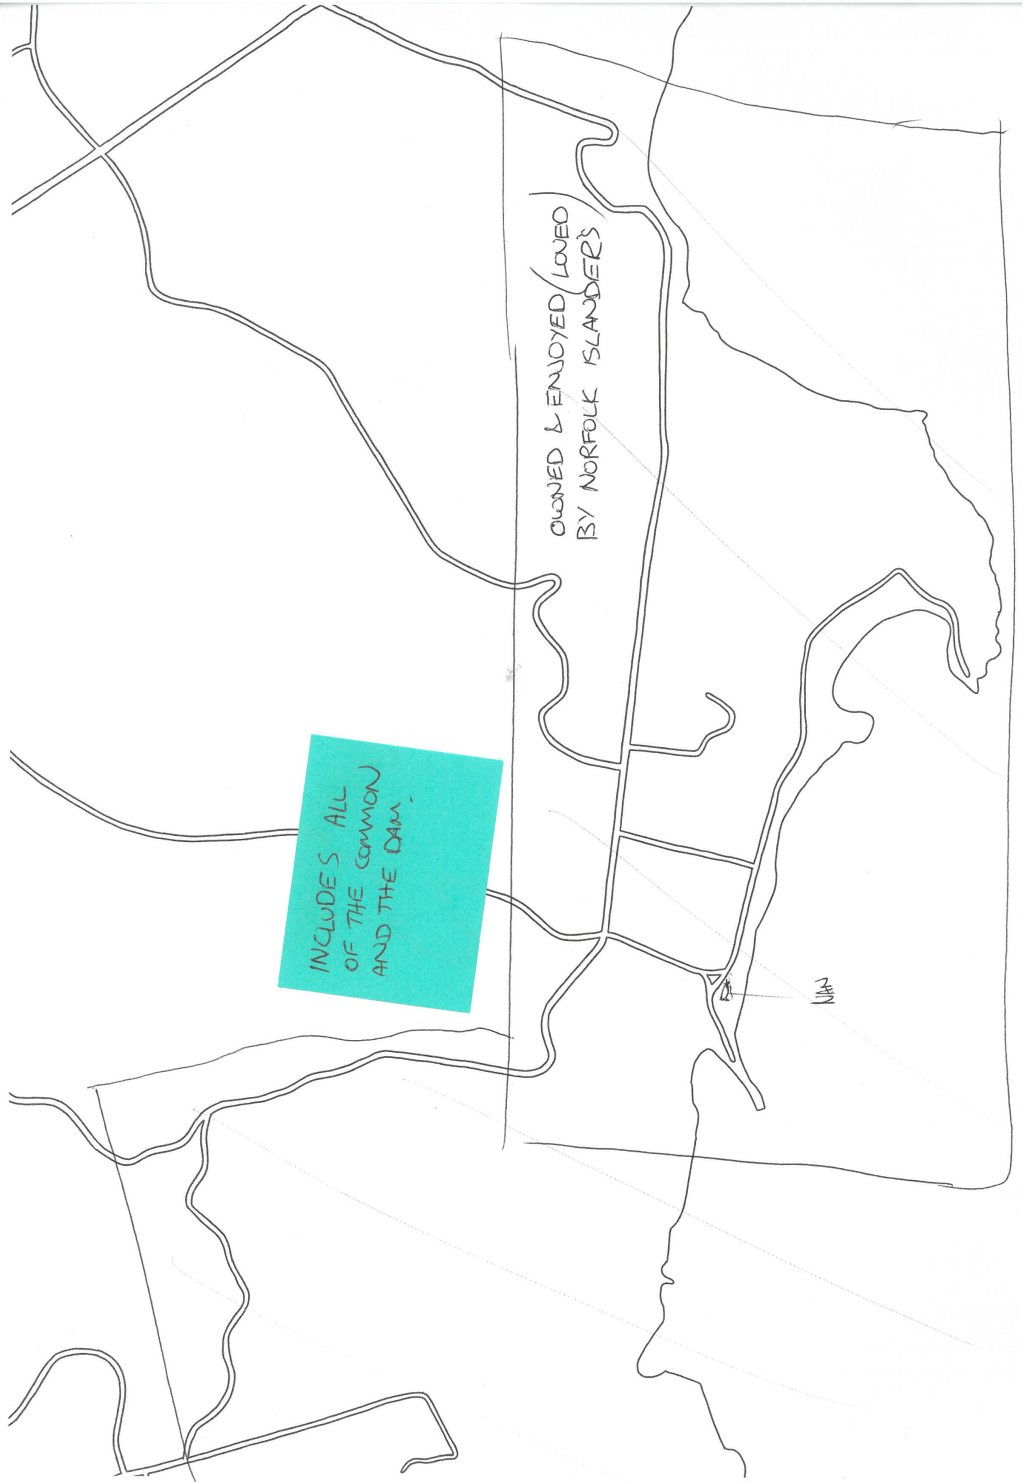 OWNED & ENJOYED (LOVED)
BY NORFOLK ISLANDER'S
INCLUDES ALL
OF THE COMMON
AND THE DAM.